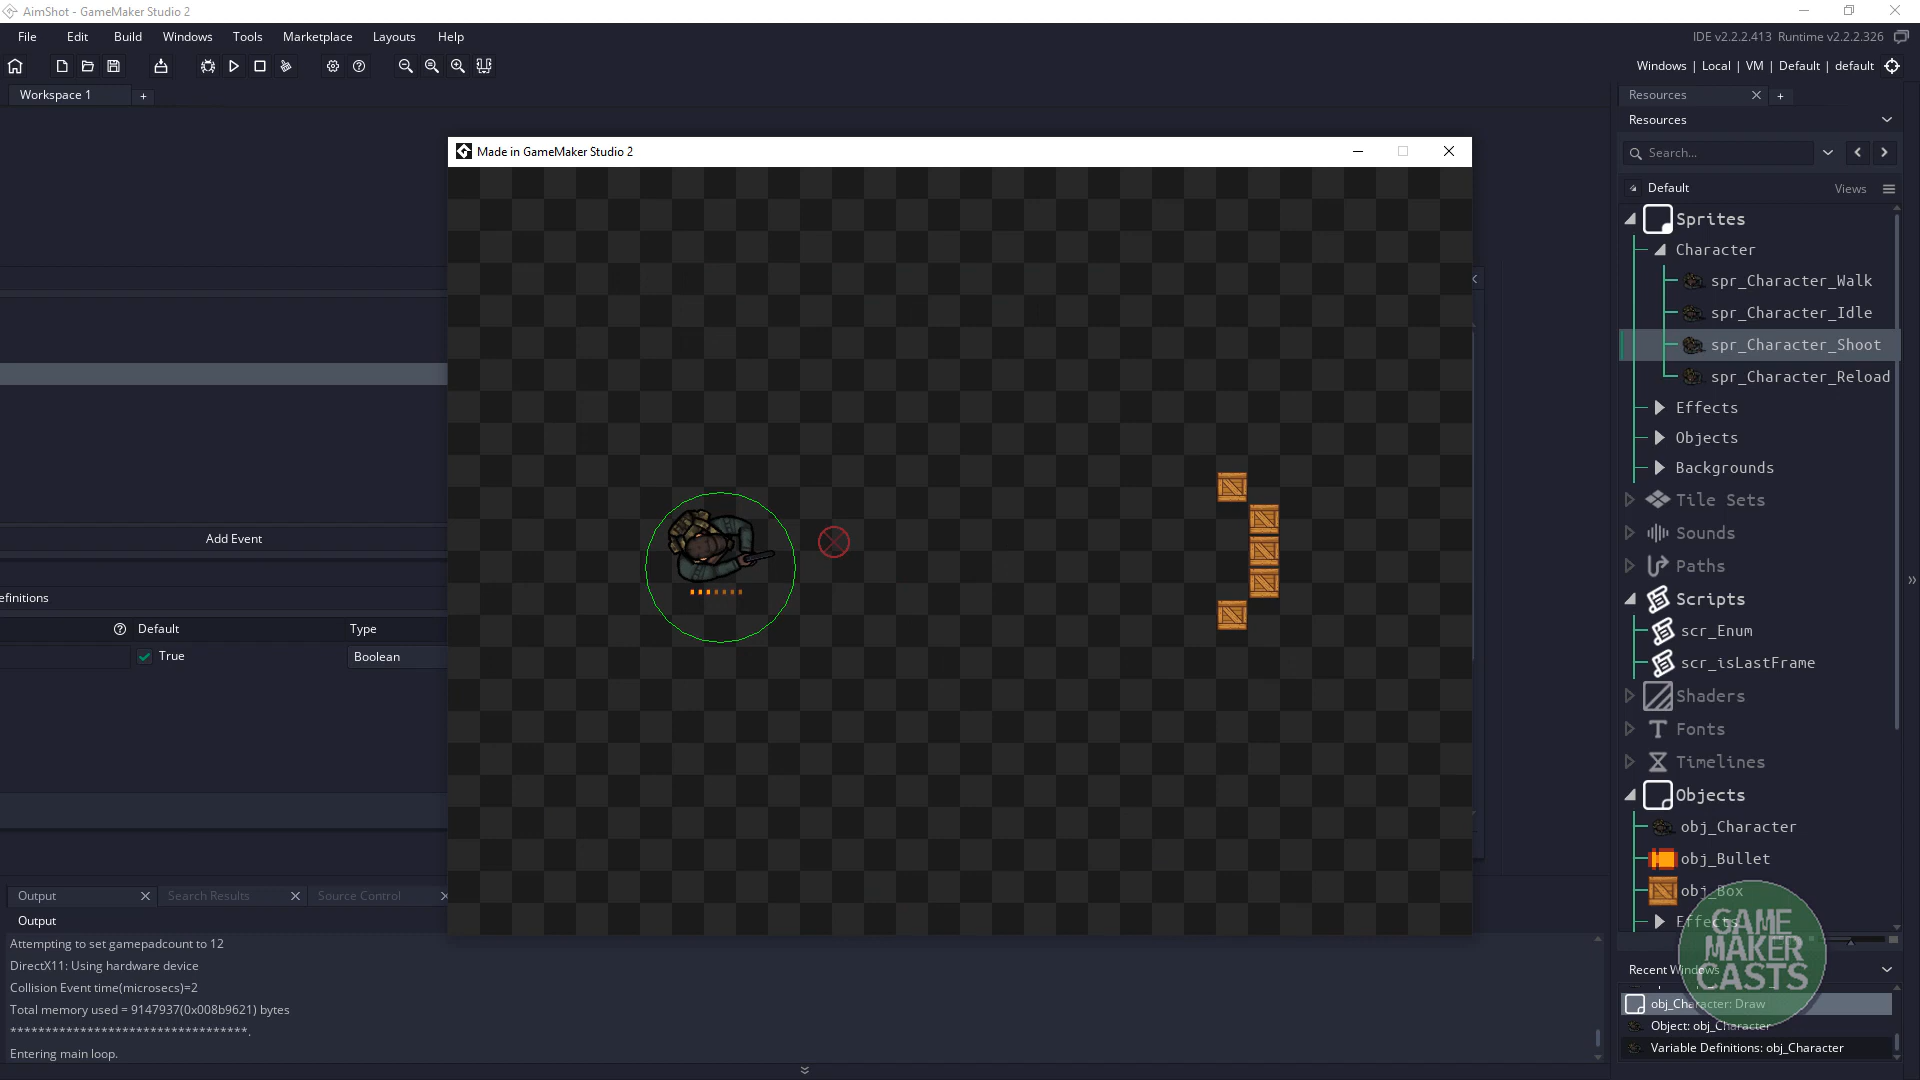 AimShot - GameMaker Studio 2
File Edit Build Windows Tools Marketplace Layouts Help
IDE v2.2.2.413 Runtime v2.2.2.326
Windows | Local | VM | Default | default
Workspace 1
Resources
Resources
Search...
Default
Views
Made in GameMaker Studio 2
Sprites
Character
spr_Character_Walk
spr_Character_Idle
spr_Character_Shoot
spr_Character_Reload
Effects
Objects
Backgrounds
Tile Sets
Sounds
Paths
Scripts
scr_Enum
scr_isLastFrame
Shaders
Fonts
Timelines
Objects
obj_Character
obj_Bullet
obj_Box
Effects
Add Event
efinitions
Default Type
True Boolean
Output Search Results Source Control
Output
Attempting to set gamepadcount to 12
DirectX11: Using hardware device
Collision Event time(microsecs)=2
Total memory used = 9147937(0x008b9621) bytes
**********************************.
Entering main loop.
Recent Windows
obj_Character: Draw
Object: obj_Character
Variable Definitions: obj_Character
GAME
MAKER
CASTS